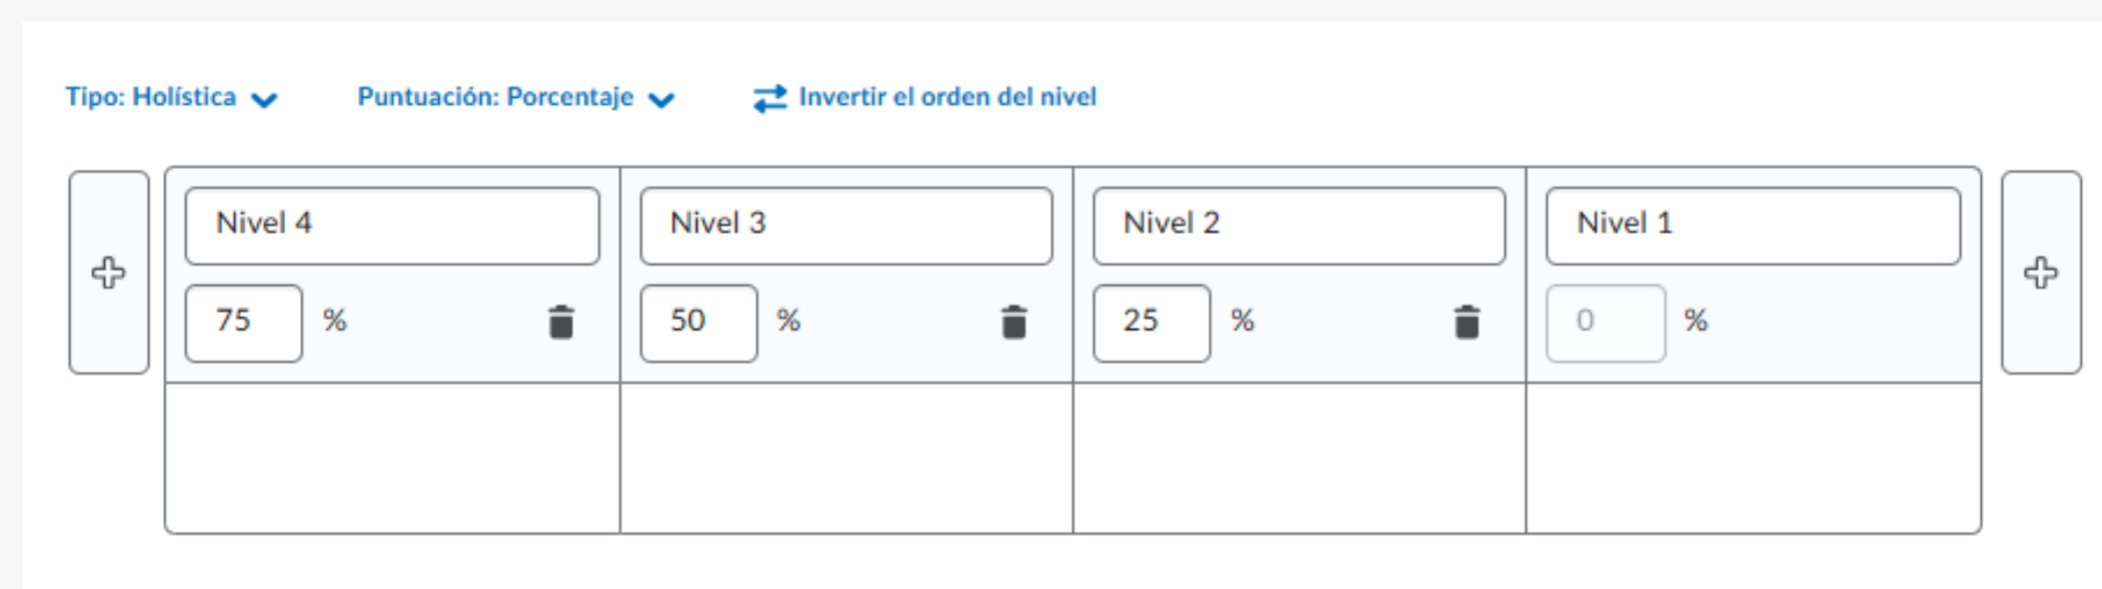 Tipo: Holística Puntuación: Porcentaje Invertir el orden del nivel
Nivel 4 Nivel 3 Nivel 2 Nivel 1
75 % 50 % 25 % 0 %